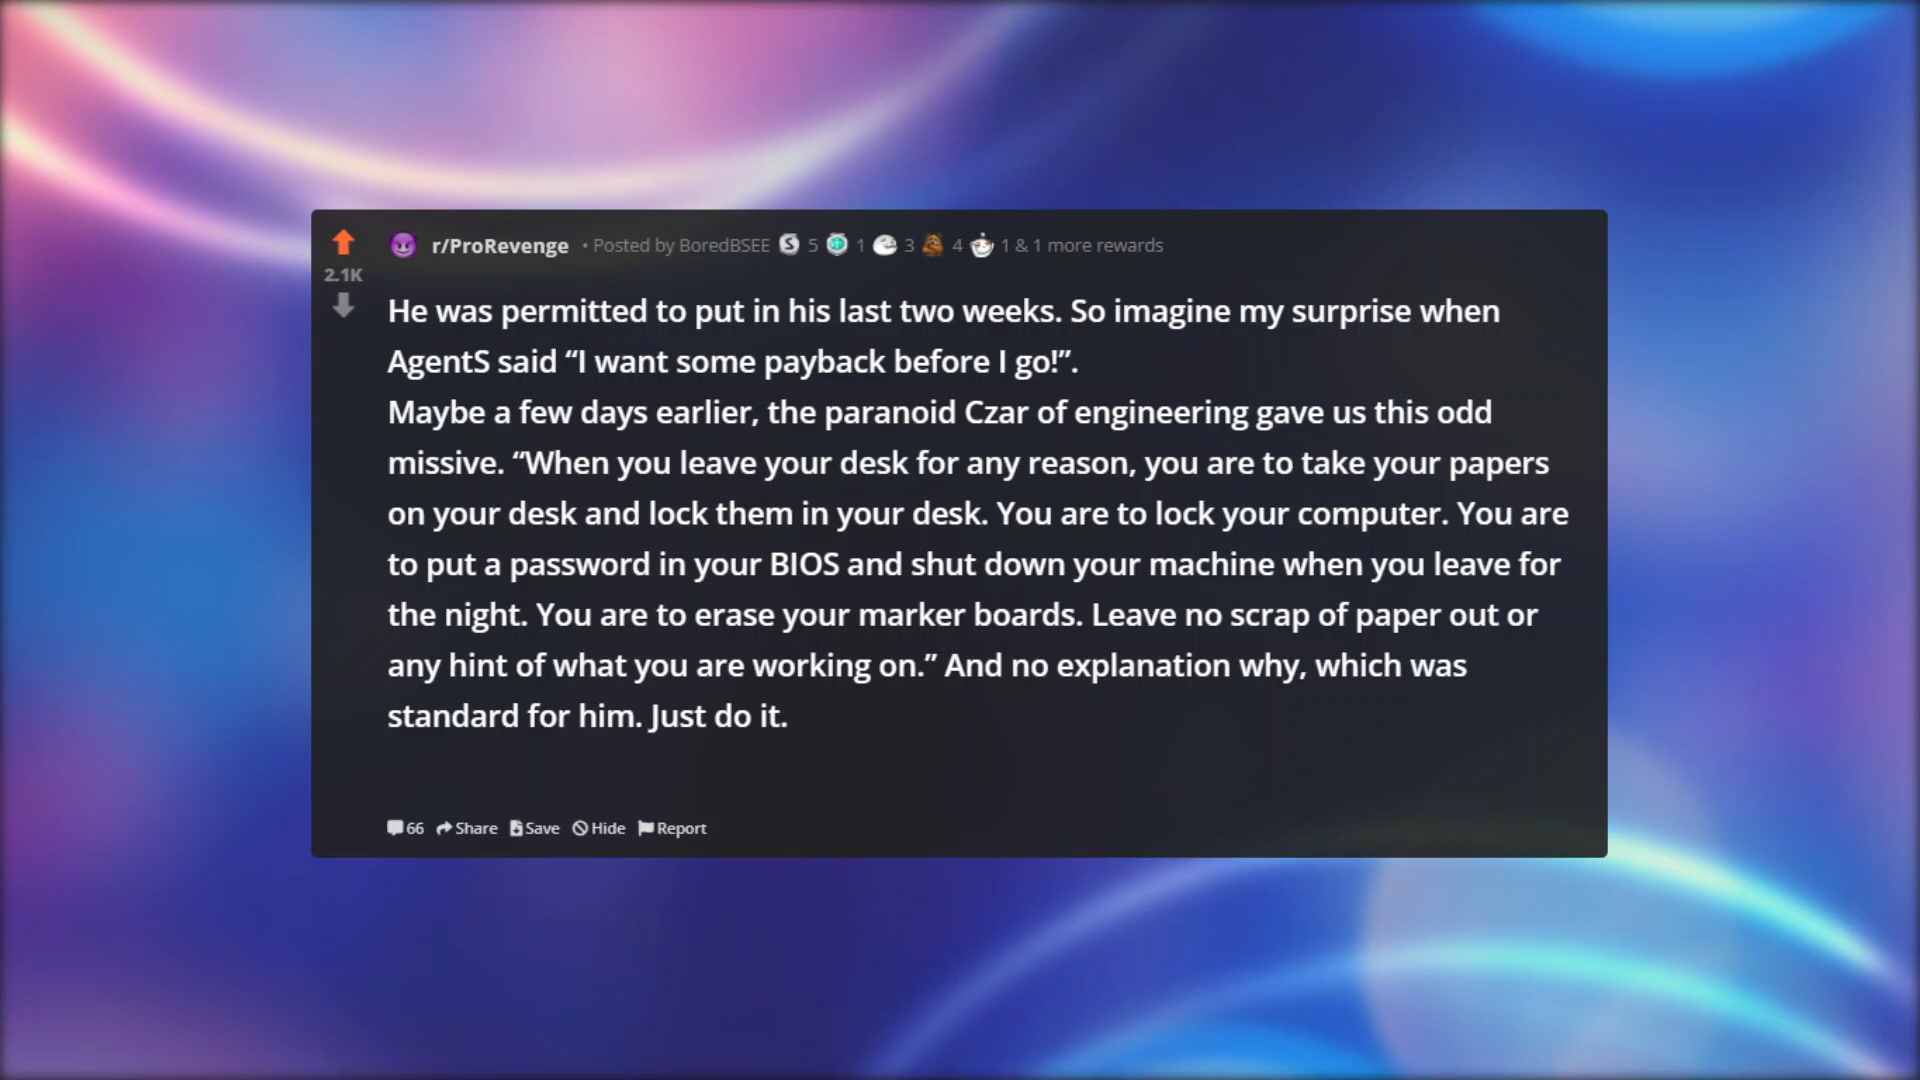 r/ProRevenge • Posted by BoredBSEE 5 1 3 4 1 & 1 more rewards
2.1K
He was permitted to put in his last two weeks. So imagine my surprise when
AgentS said “I want some payback before I go!”.
Maybe a few days earlier, the paranoid Czar of engineering gave us this odd
missive. “When you leave your desk for any reason, you are to take your papers
on your desk and lock them in your desk. You are to lock your computer. You are
to put a password in your BIOS and shut down your machine when you leave for
the night. You are to erase your marker boards. Leave no scrap of paper out or
any hint of what you are working on.” And no explanation why, which was
standard for him. Just do it.
66 Share Save Hide Report